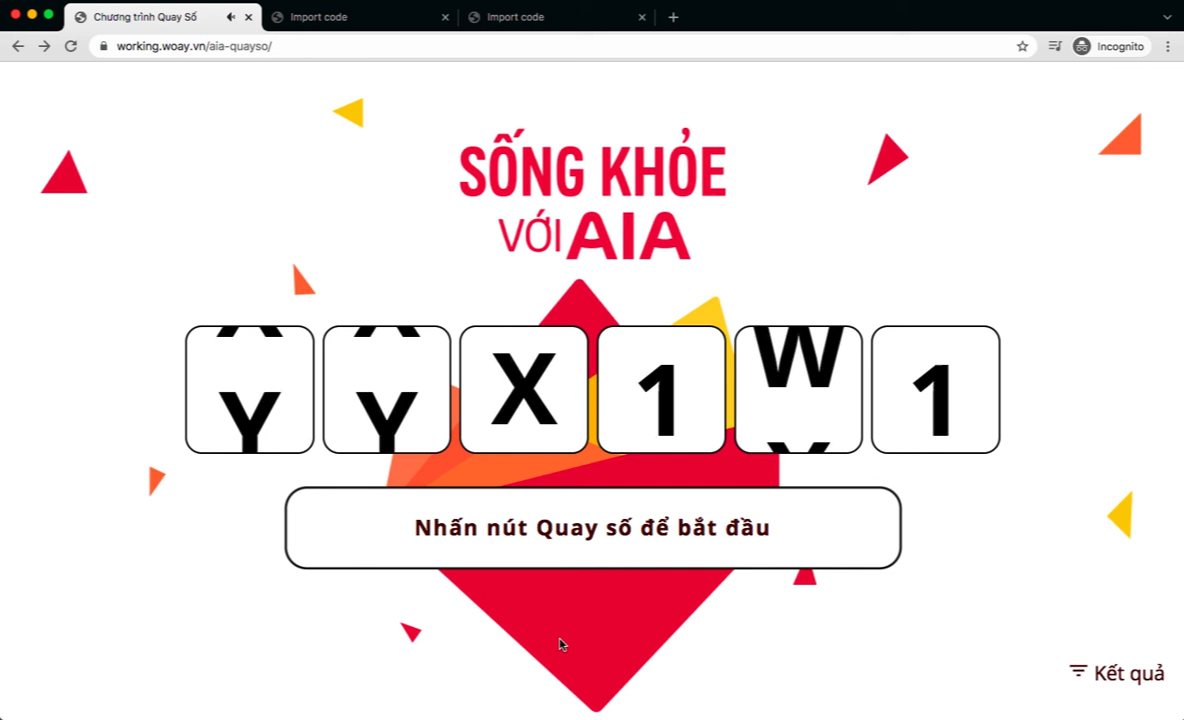 Chương trình Quay Số
Import code
Import code
working.woay.vn/aia-quayso/
Incognito
SỐNG KHỎE
VỚI AIA
Y Y X 1 W 1
Nhấn nút Quay số để bắt đầu
Kết quả